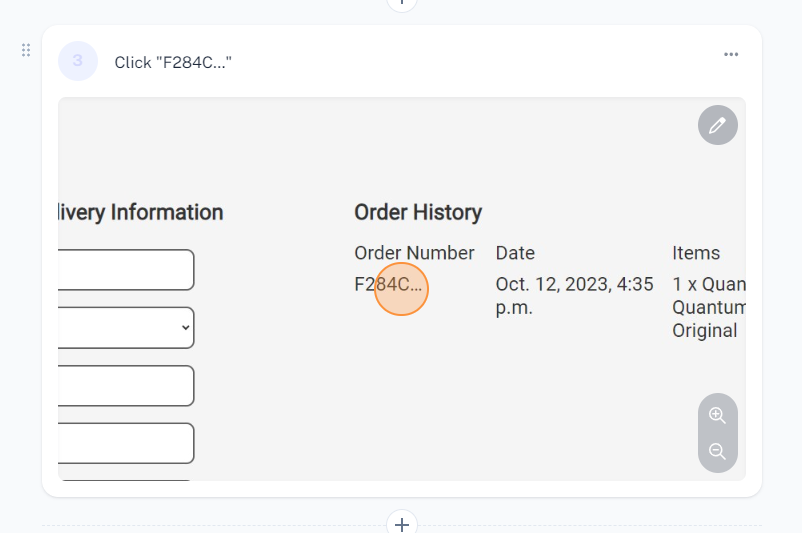 3
Click "F284C..."
livery Information
Order History
Order Number Date Items
F284C... Oct. 12, 2023, 4:35 1 x Quan
p.m. Quantum
Original